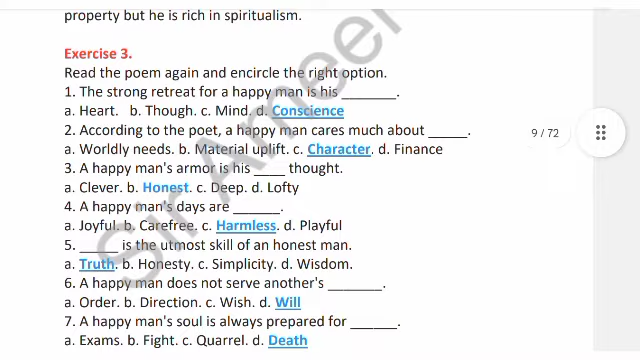 property but he is rich in spiritualism.
Exercise 3.
Read the poem again and encircle the right option.
1. The strong retreat for a happy man is his _______.
a. Heart. b. Though. c. Mind. d. Conscience
2. According to the poet, a happy man cares much about _____.
a. Worldly needs. b. Material uplift. c. Character. d. Finance
3. A happy man's armor is his ____ thought.
a. Clever. b. Honest. c. Deep. d. Lofty
4. A happy man's days are ______.
a. Joyful. b. Carefree. c. Harmless. d. Playful
5. _____ is the utmost skill of an honest man.
a. Truth. b. Honesty. c. Simplicity. d. Wisdom.
6. A happy man does not serve another's _______.
a. Order. b. Direction. c. Wish. d. Will
7. A happy man's soul is always prepared for ______.
a. Exams. b. Fight. c. Quarrel. d. Death
9 / 72
Sir Ameer